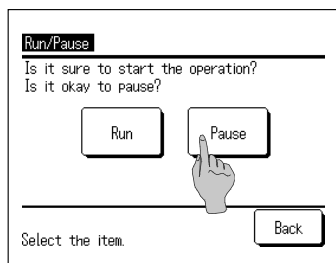 Run/Pause
Is it sure to start the operation?
Is it okay to pause?
Run
Pause
Select the item.
Back